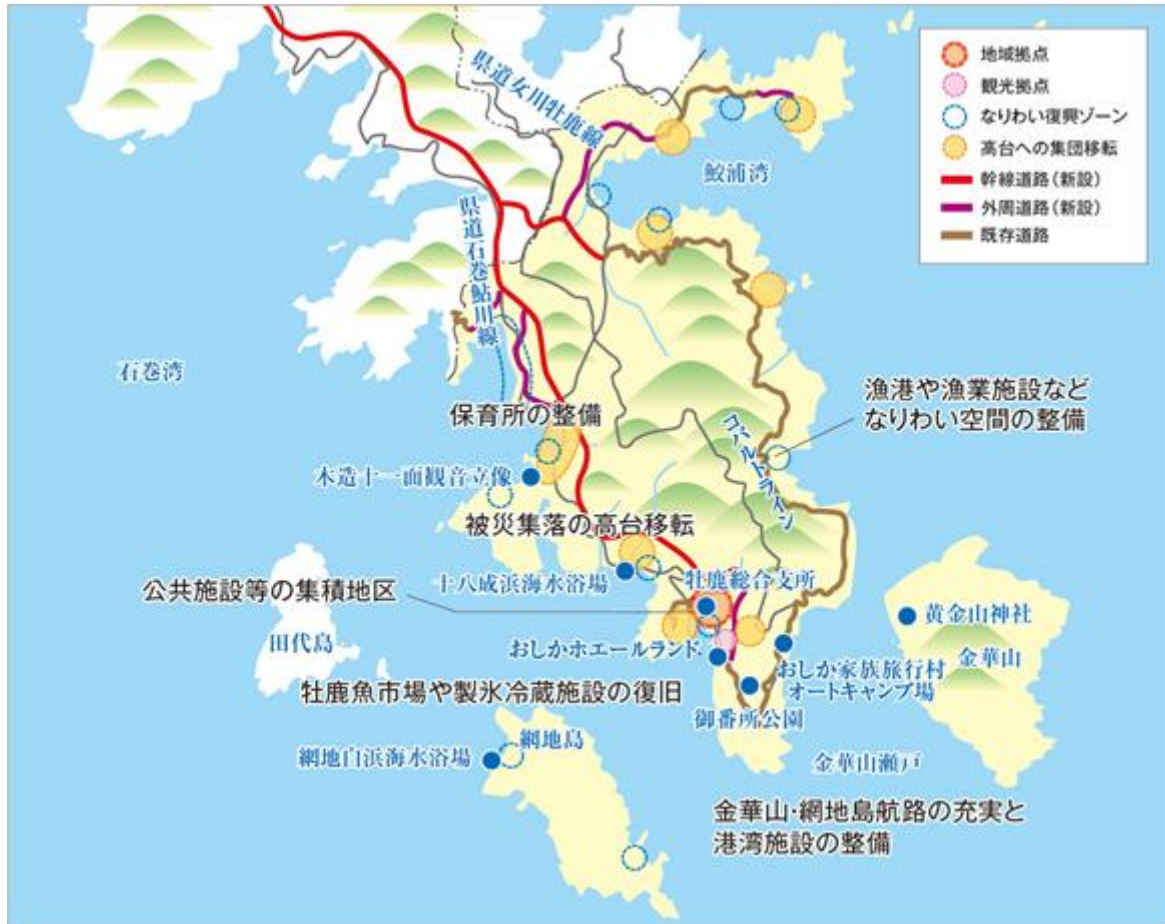 地域拠点
観光拠点
なりわい復興ゾーン
高台への集団移転
幹線道路(新設)
外周道路(新設)
既存道路
県道女川牡鹿線
鮫浦湾
県道石巻鮎川線
石巻湾
漁港や漁業施設など
なりわい空間の整備
保育所の整備
コバルトライン
木造十一面観音立像
被災集落の高台移転
十八成浜海水浴場
牡鹿総合支所
公共施設等の集積地区
黄金山神社
田代島
おしかホエールランド
金華山
おしか家族旅行村
オートキャンプ場
牡鹿魚市場や製氷冷蔵施設の復旧
御番所公園
網地島
網地白浜海水浴場
金華山瀬戸
金華山・網地島航路の充実と
港湾施設の整備